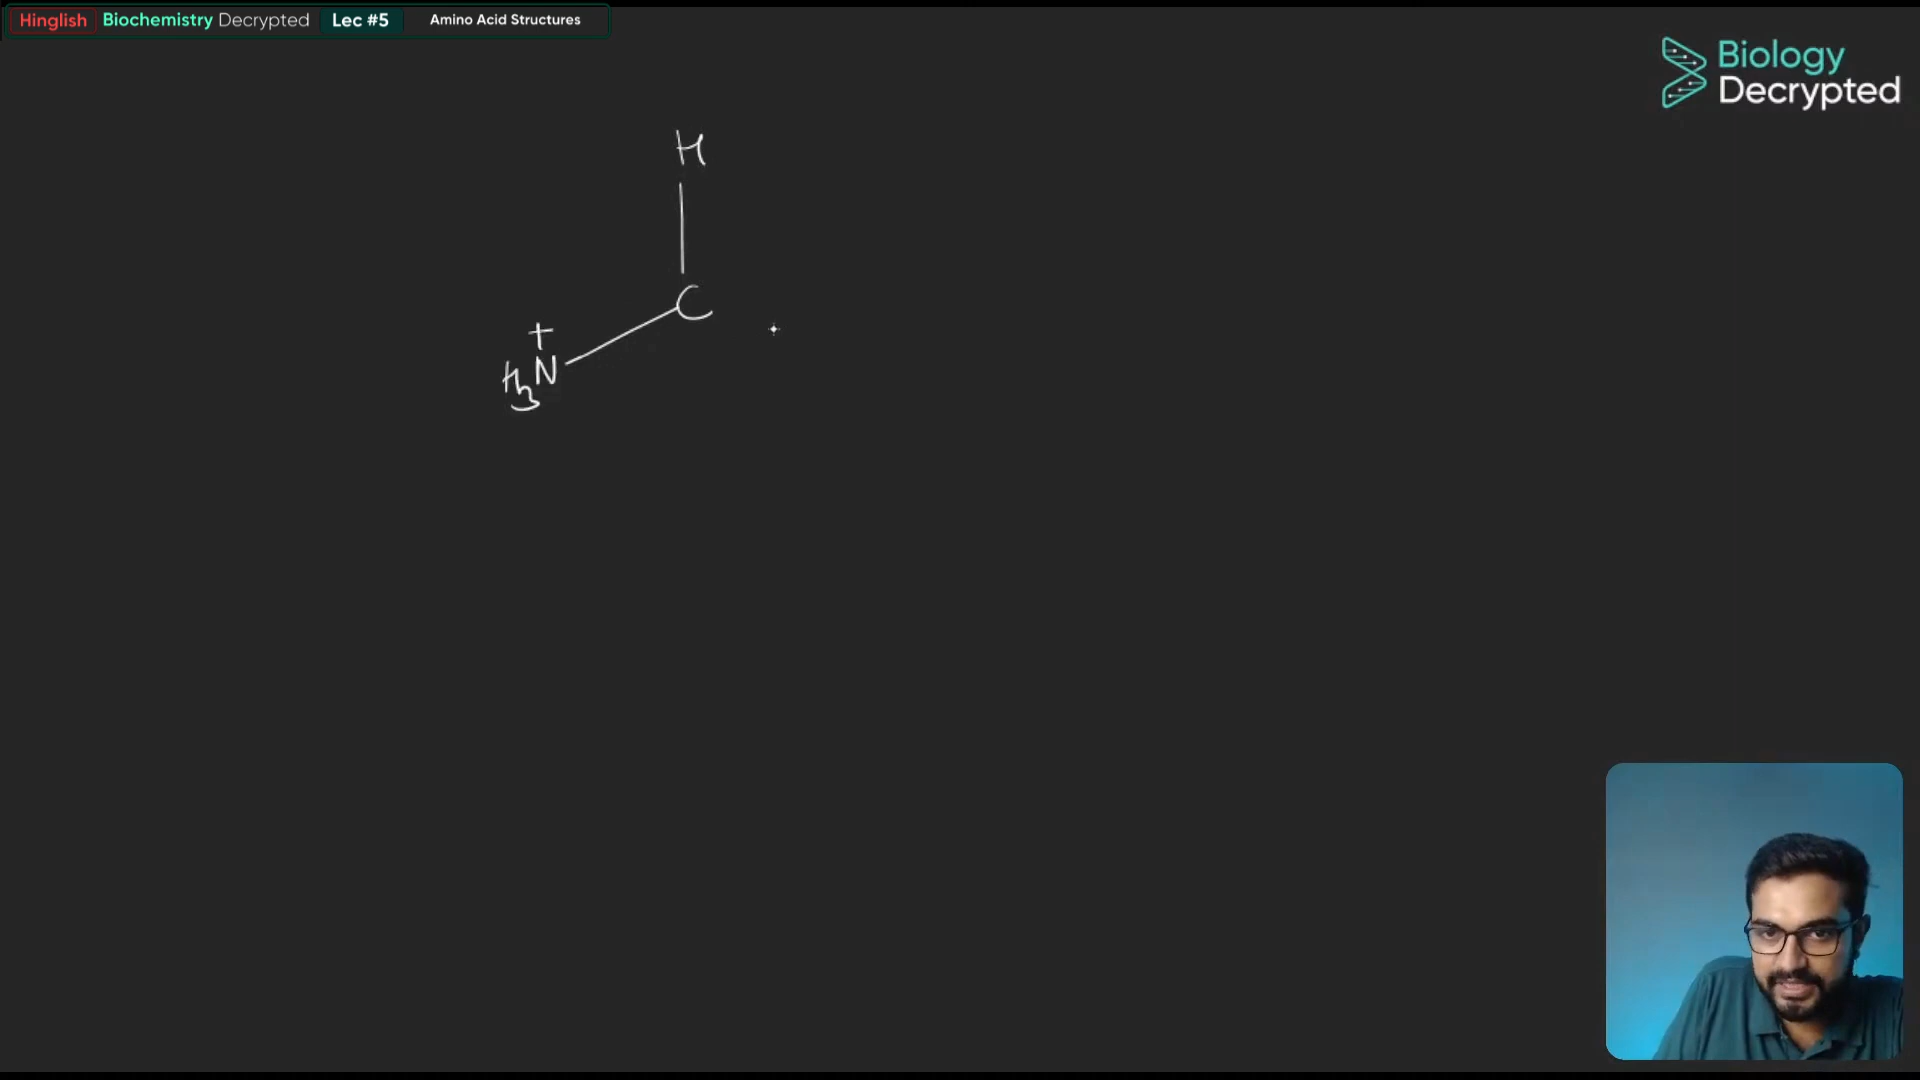 Hinglish Biochemistry Decrypted Lec #5 Amino Acid Structures
Biology
Decrypted
H
C
+
H3N